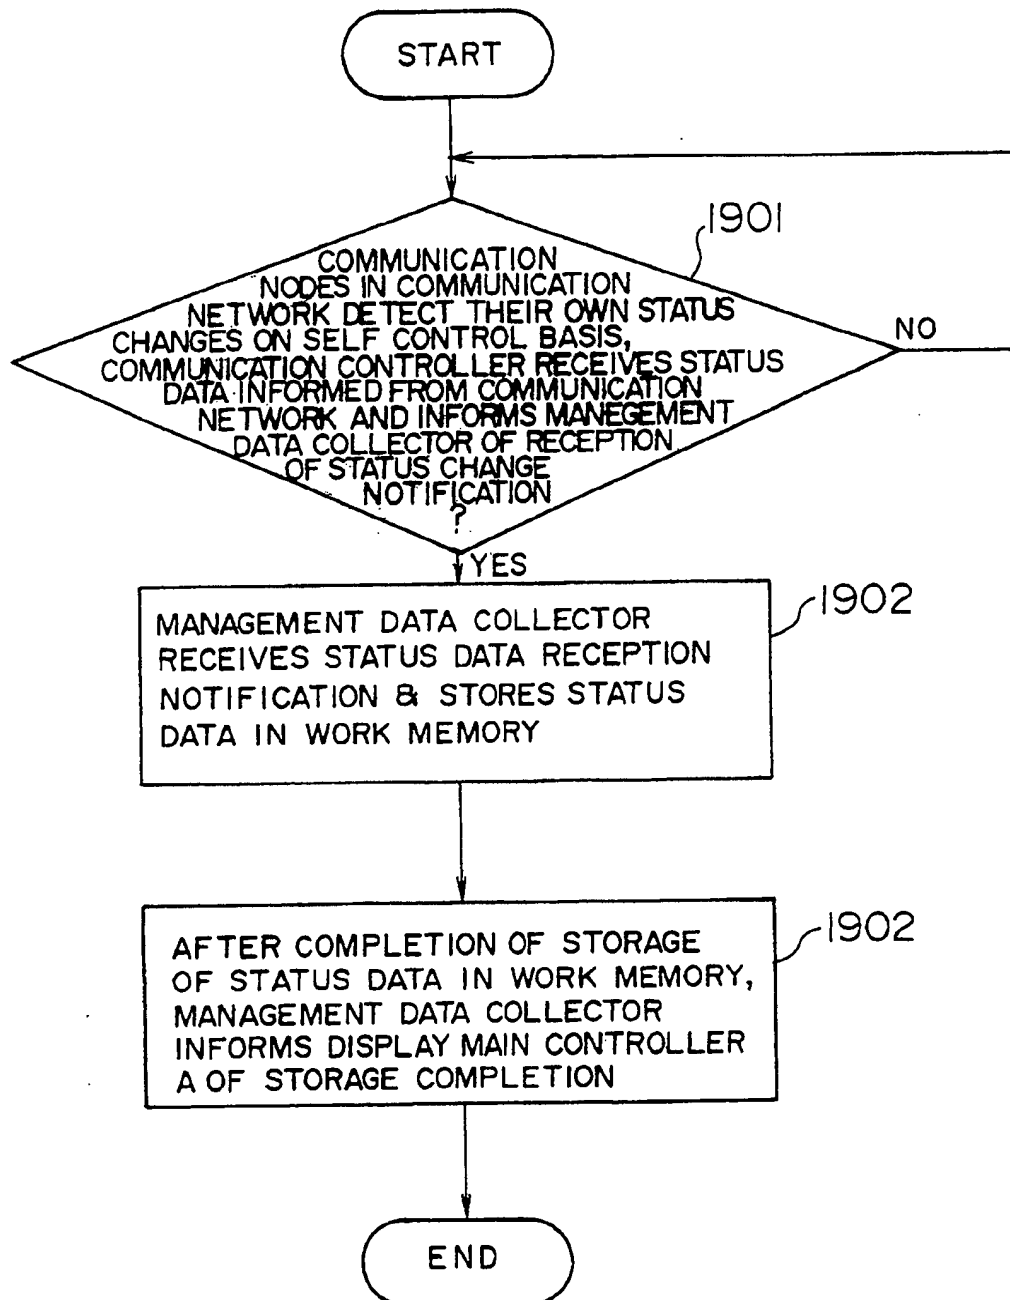 START
1901
COMMUNICATION
NODES IN COMMUNICATION
NETWORK DETECT THEIR OWN STATUS
CHANGES ON SELF CONTROL BASIS,
COMMUNICATION CONTROLLER RECEIVES STATUS
DATA INFORMED FROM COMMUNICATION
NETWORK AND INFORMS MANEGEMENT
DATA COLLECTOR OF RECEPTION
OF STATUS CHANGE
NOTIFICATION
?
NO
YES
1902
MANAGEMENT DATA COLLECTOR
RECEIVES STATUS DATA RECEPTION
NOTIFICATION & STORES STATUS
DATA IN WORK MEMORY
1902
AFTER COMPLETION OF STORAGE
OF STATUS DATA IN WORK MEMORY,
MANAGEMENT DATA COLLECTOR
INFORMS DISPLAY MAIN CONTROLLER
A OF STORAGE COMPLETION
END